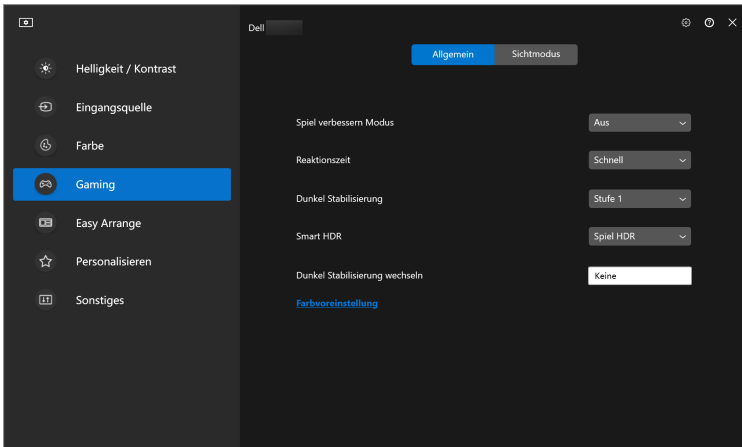 Dell
Allgemein
Sichtmodus
Helligkeit / Kontrast
Eingangsquelle
Farbe
Gaming
Easy Arrange
Personalisieren
Sonstiges
Spiel verbessern Modus
Aus
Reaktionszeit
Schnell
Dunkel Stabilisierung
Stufe 1
Smart HDR
Spiel HDR
Dunkel Stabilisierung wechseln
Keine
Farbvoreinstellung